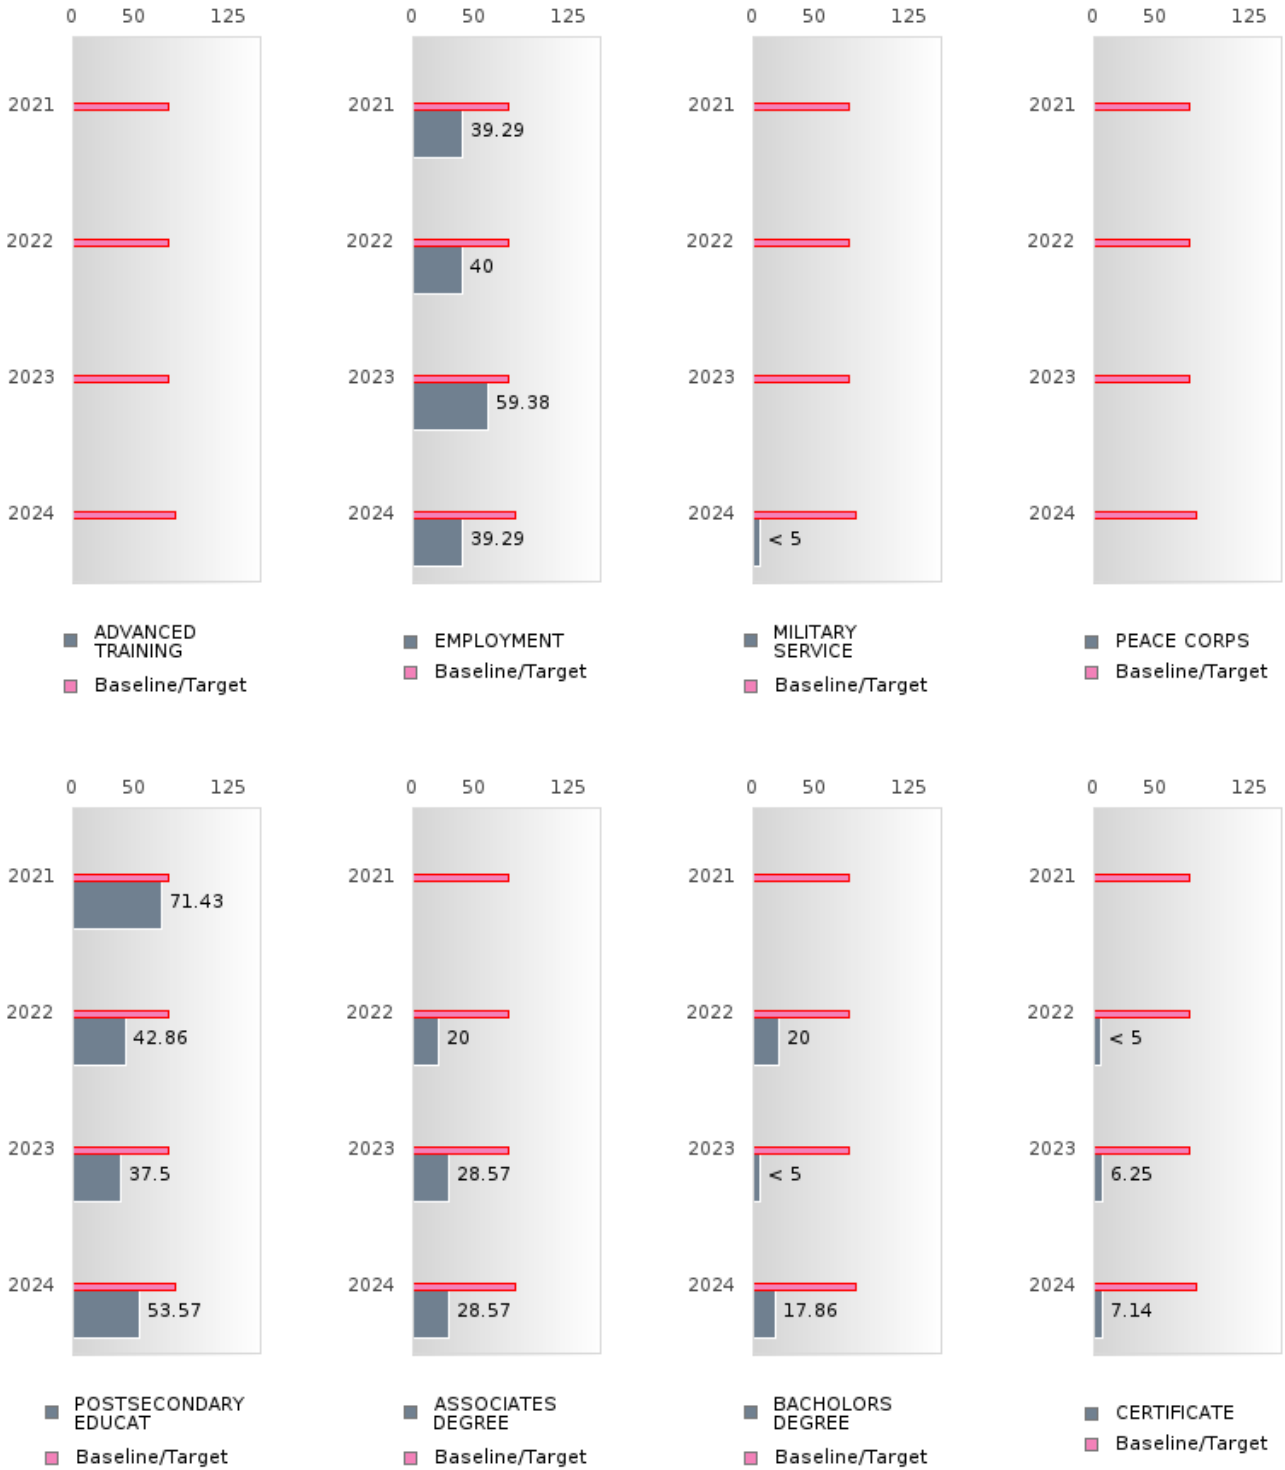 0 50 125
2021
2022
2023
2024
ADVANCED
TRAINING
Baseline/Target
0 50 125
2021
39.29
2022
40
2023
59.38
2024
39.29
EMPLOYMENT
Baseline/Target
0 50 125
2021
2022
2023
2024
< 5
MILITARY
SERVICE
Baseline/Target
0 50 125
2021
2022
2023
2024
PEACE CORPS
Baseline/Target
0 50 125
2021
71.43
2022
42.86
2023
37.5
2024
53.57
POSTSECONDARY
EDUCAT
Baseline/Target
0 50 125
2021
2022
20
2023
28.57
2024
28.57
ASSOCIATES
DEGREE
Baseline/Target
0 50 125
2021
2022
20
2023
< 5
2024
17.86
BACHOLORS
DEGREE
Baseline/Target
0 50 125
2021
2022
< 5
2023
6.25
2024
7.14
CERTIFICATE
Baseline/Target